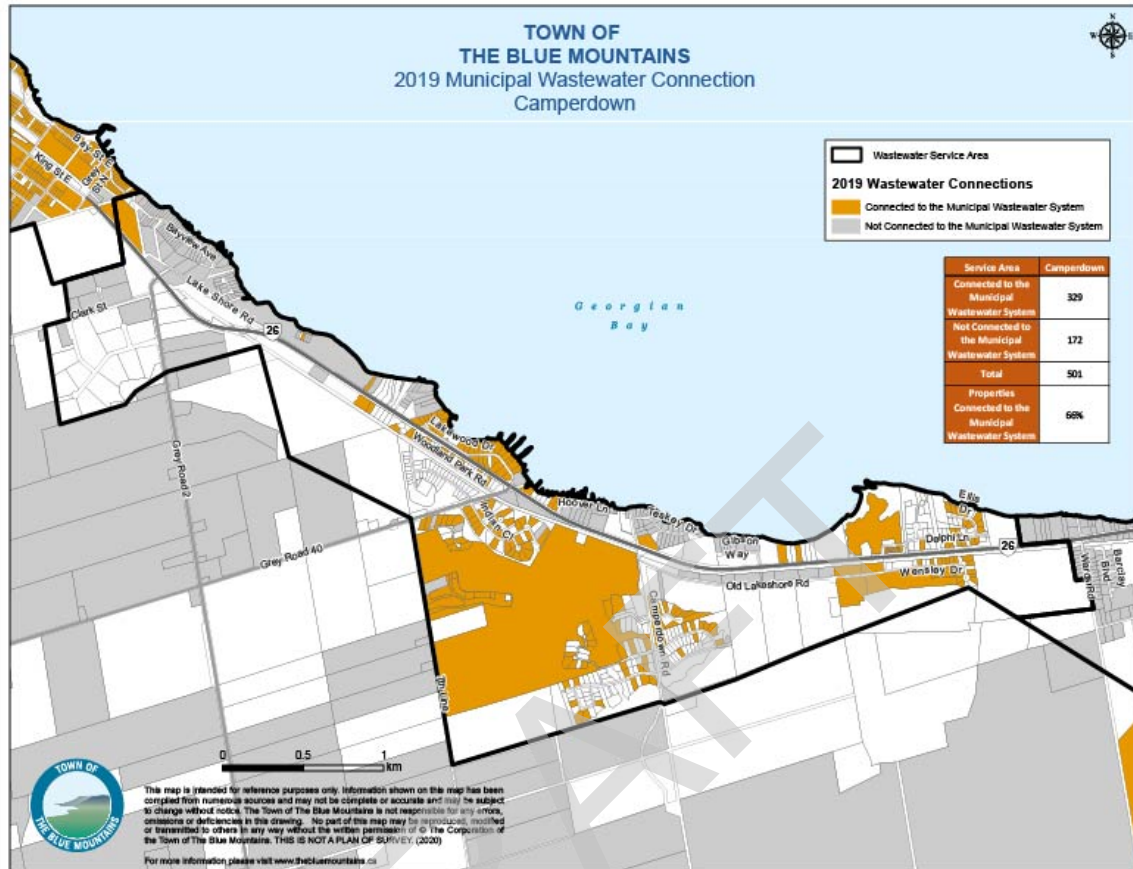 TOWN OF
THE BLUE MOUNTAINS
2019 Municipal Wastewater Connection
Camperdown
N
W
E
S
Wastewater Service Area
2019 Wastewater Connections
Connected to the Municipal Wastewater System
Not Connected to the Municipal Wastewater System
Service Area Camperdown
Connected to the
Municipal
Wastewater System
329
Not Connected to
the Municipal
Wastewater System
172
Total 501
Properties
Connected to the
Municipal
Wastewater System
66%
Georgian
Bay
Bay St E
King St E
Bayview Ave
Lake Shore Rd
Clark St
26
Grey Road 2
Lakewood Dr
Woodland Park Rd
Indian Ct
Hoover Ln
Teskey Dr
Gibson
Way
Ellis
Dr
Delphi Ln
26
Wensley Dr
Old Lakeshore Rd
Barclay
Blvd
Ward Rd
Grey Road 40
Camperdown Rd
7th Line
0 0.5 1
km
TOWN OF
THE BLUE MOUNTAINS
This map is intended for reference purposes only. Information shown on this map has been
compiled from numerous sources and may not be complete or accurate and may be subject
to change without notice. The Town of The Blue Mountains is not responsible for any errors,
omissions or deficiencies in this drawing. No part of this map may be reproduced, modified
or transmitted to others in any way without the written permission of © The Corporation of
the Town of The Blue Mountains. THIS IS NOT A PLAN OF SURVEY. (2020)
For more information please visit www.thebluemountains.ca